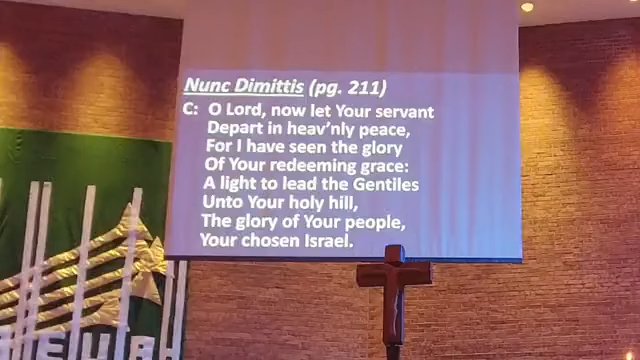 Nunc Dimittis (pg. 211)
C: O Lord, now let Your servant
Depart in heav'nly peace,
For I have seen the glory
Of Your redeeming grace:
A light to lead the Gentiles
Unto Your holy hill,
The glory of Your people,
Your chosen Israel.